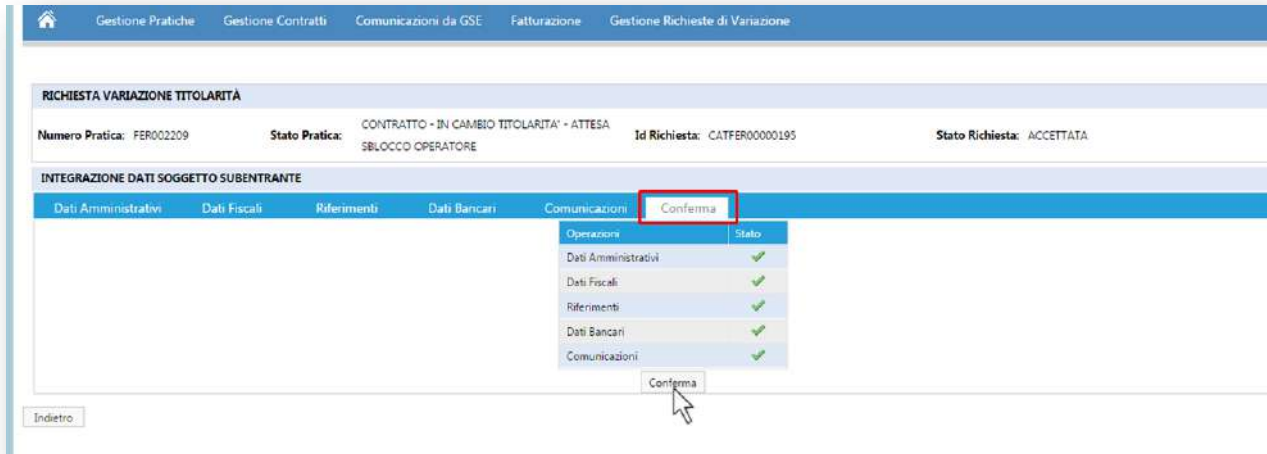 Gestione Pratiche Gestione Contratti Comunicazioni da GSE Fatturazione Gestione Richieste di Variazione
RICHIESTA VARIAZIONE TITOLARITÀ
Numero Pratica: FER002209 Stato Pratica: CONTRATTO - IN CAMBIO TITOLARITA' - ATTESA
SBLOCCO OPERATORE
Id Richiesta: CATFER00000195 Stato Richiesta: ACCETTATA
INTEGRAZIONE DATI SOGGETTO SUBENTRANTE
Dati Amministrativi Dati Fiscali Riferimenti Dati Bancari Comunicazioni Conferma
Operazioni Stato
Dati Amministrativi
Dati Fiscali
Riferimenti
Dati Bancari
Comunicazioni
Conferma
Indietro